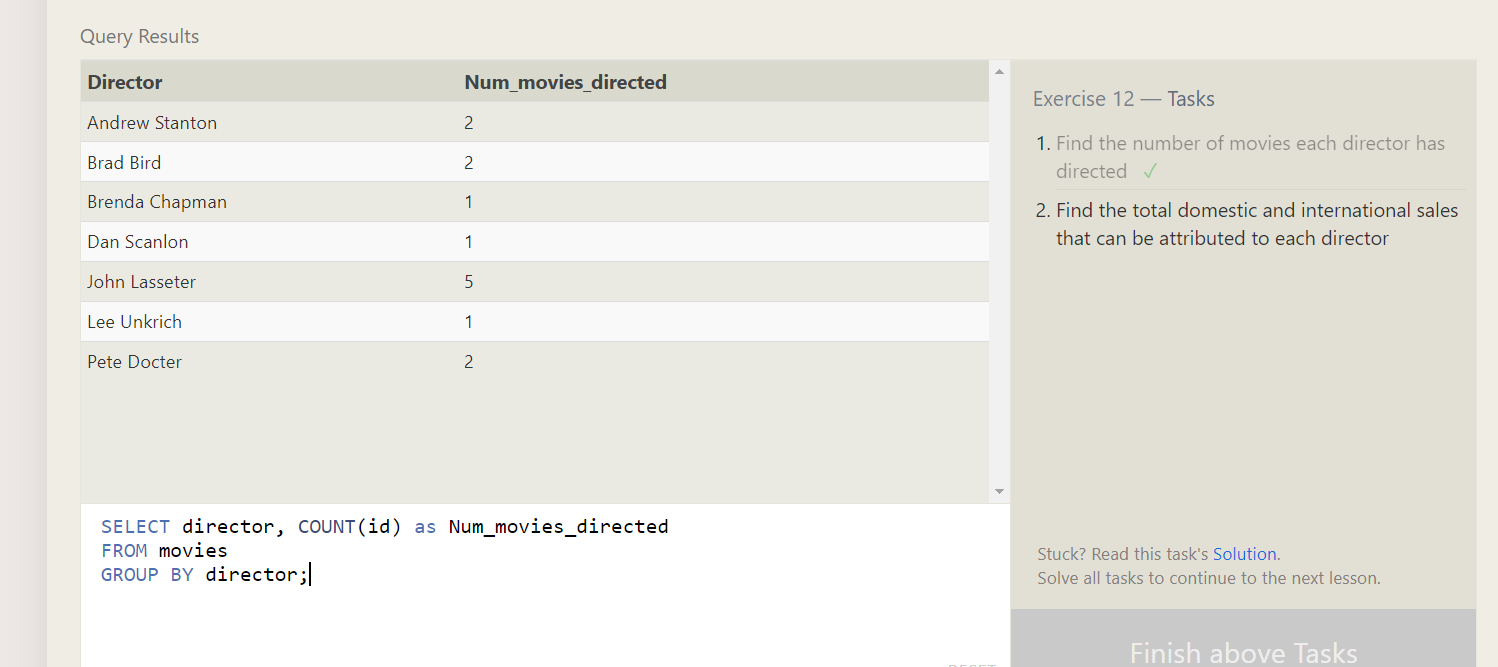 Query Results
Director Num_movies_directed
Andrew Stanton 2
Brad Bird 2
Brenda Chapman 1
Dan Scanlon 1
John Lasseter 5
Lee Unkrich 1
Pete Docter 2
SELECT director, COUNT(id) as Num_movies_directed
FROM movies
GROUP BY director;
Exercise 12 — Tasks
1. Find the number of movies each director has
directed ✓
2. Find the total domestic and international sales
that can be attributed to each director
Stuck? Read this task's Solution.
Solve all tasks to continue to the next lesson.
Finish above Tasks